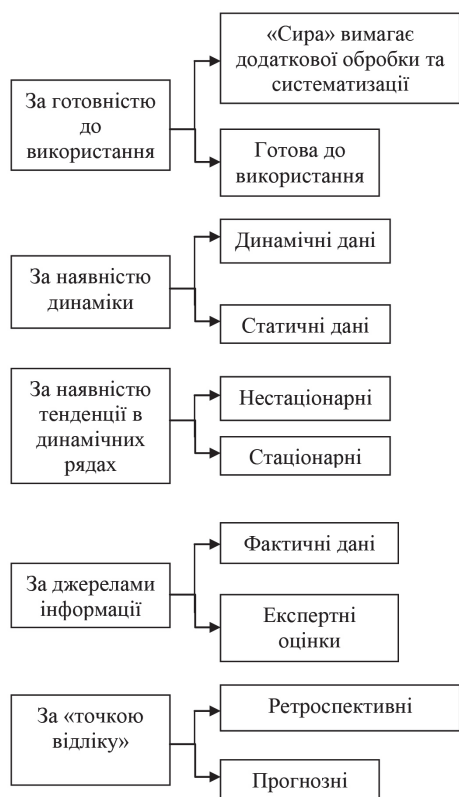 За готовністю
до
використання
«Сира» вимагає
додаткової обробки та
систематизації
Готова до
використання
За наявністю
динаміки
Динамічні дані
Статичні дані
За наявністю
тенденції в
динамічних
рядах
Нестаціонарні
Стаціонарні
За джерелами
інформації
Фактичні дані
Експертні
оцінки
За «точкою
відліку»
Ретроспективні
Прогнозні